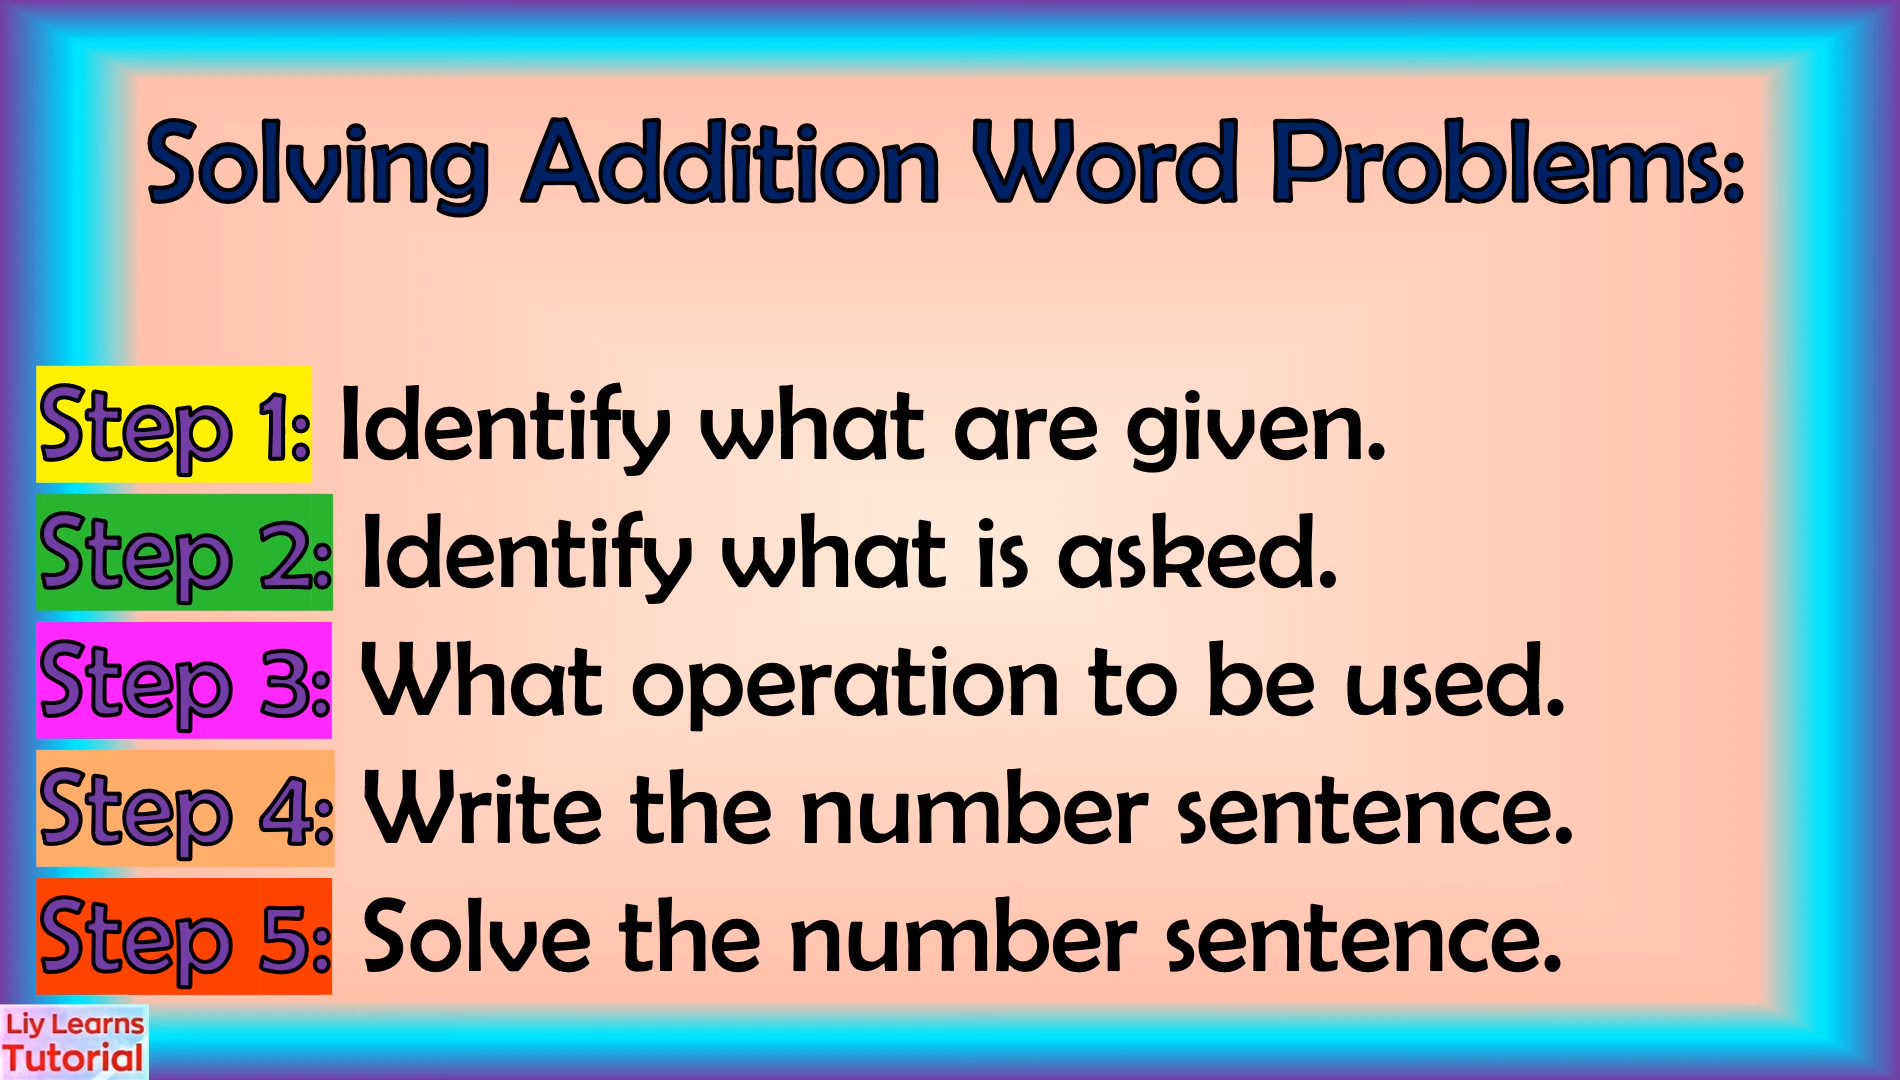 Solving Addition Word Problems:
Step 1: Identify what are given.
Step 2: Identify what is asked.
Step 3: What operation to be used.
Step 4: Write the number sentence.
Step 5: Solve the number sentence.
Liy Learns
Tutorial